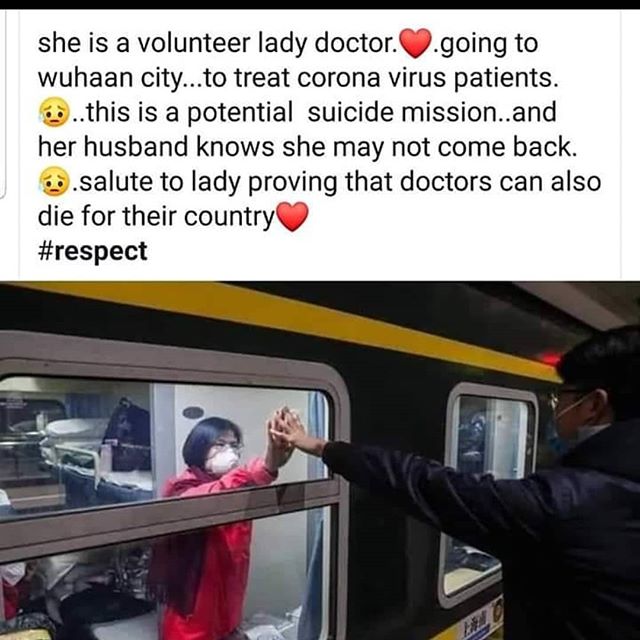 she is a volunteer lady doctor.❤️.going to
wuhaan city...to treat corona virus patients.
😥..this is a potential  suicide mission..and
her husband knows she may not come back.
😥.salute to lady proving that doctors can also
die for their country❤️
#respect
上海